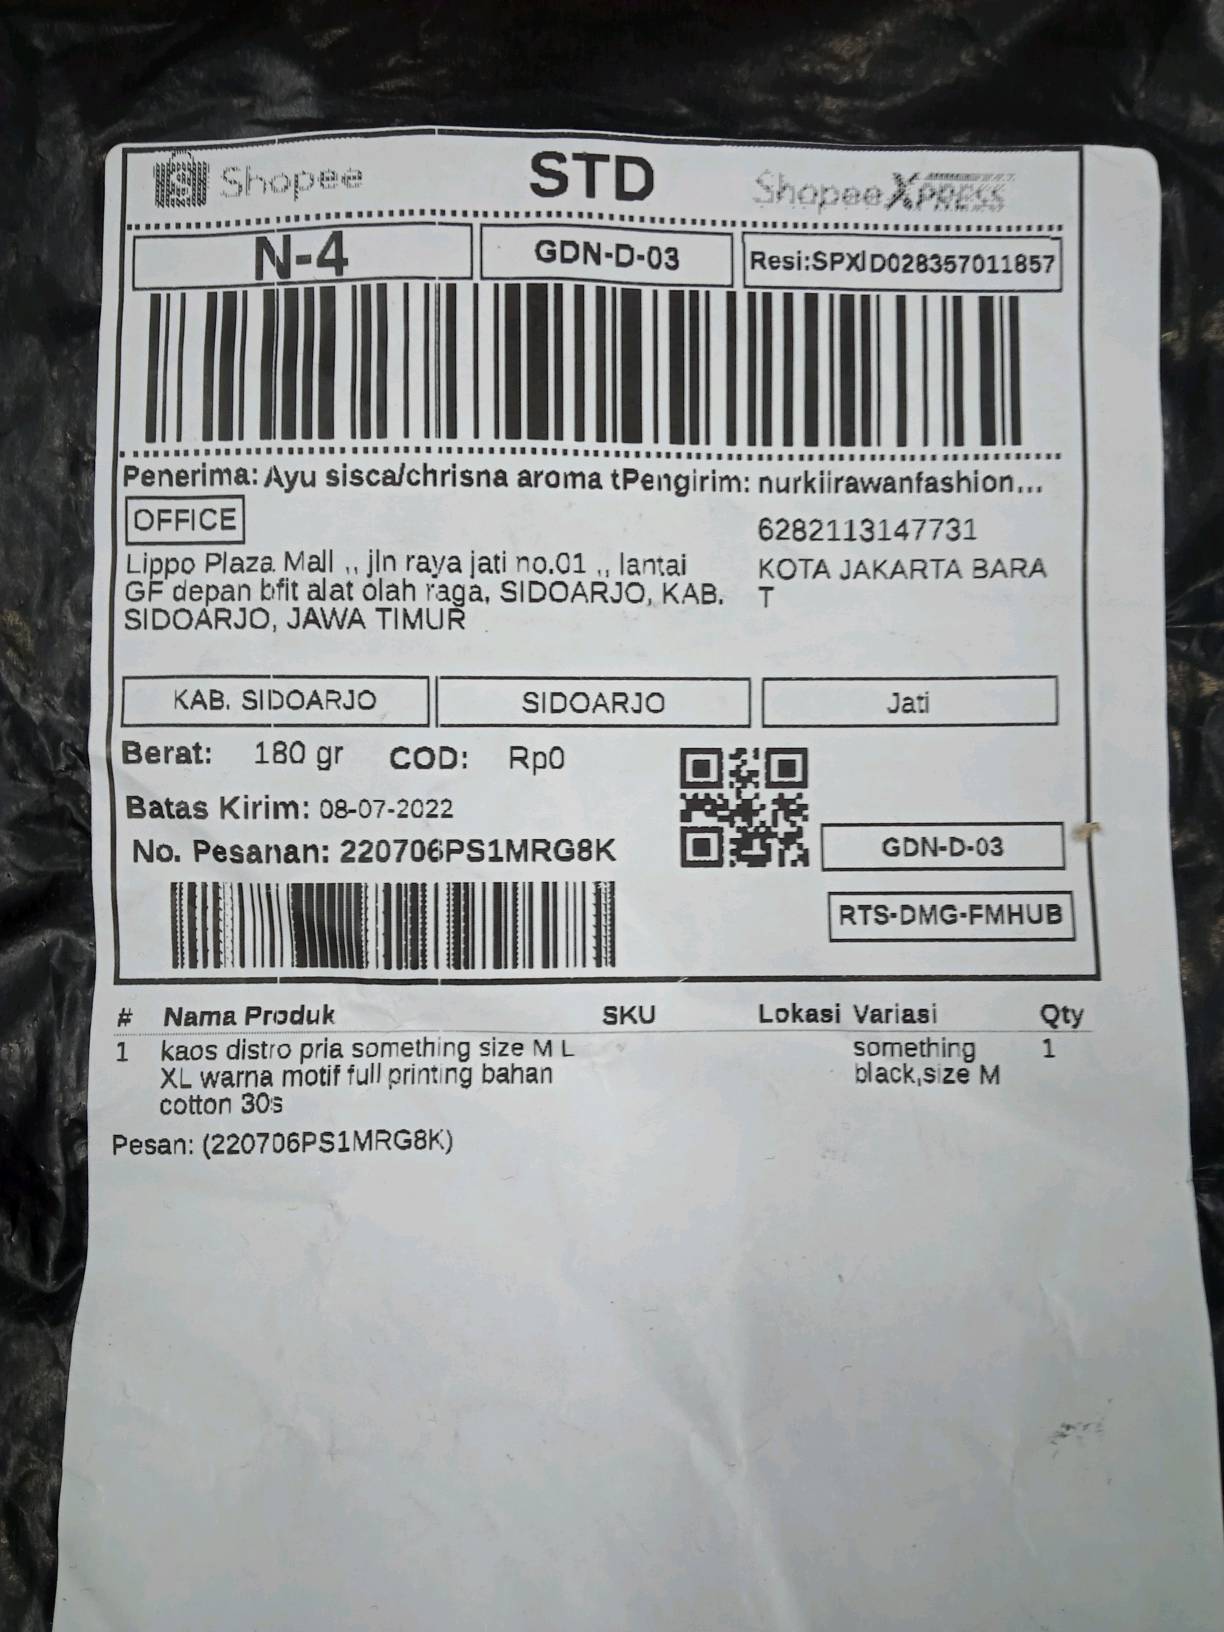 Shopee STD Shopee XPRESS
N-4 GDN-D-03 Resi:SPXID028357011857
Penerima: Ayu sisca/chrisna aroma tPengirim: nurkiirawanfashion...
OFFICE 6282113147731
Lippo Plaza Mall ,, jln raya jati no.01 ,, lantai KOTA JAKARTA BARA
GF depan bfit alat olah raga, SIDOARJO, KAB. T
SIDOARJO, JAWA TIMUR
KAB. SIDOARJO SIDOARJO Jati
Berat: 180 gr COD: Rp0
Batas Kirim: 08-07-2022
No. Pesanan: 220706PS1MRG8K GDN-D-03
RTS-DMG-FMHUB
# Nama Produk SKU Lokasi Variasi Qty
1 kaos distro pria something size M L something 1
XL warna motif full printing bahan black,size M
cotton 30s
Pesan: (220706PS1MRG8K)